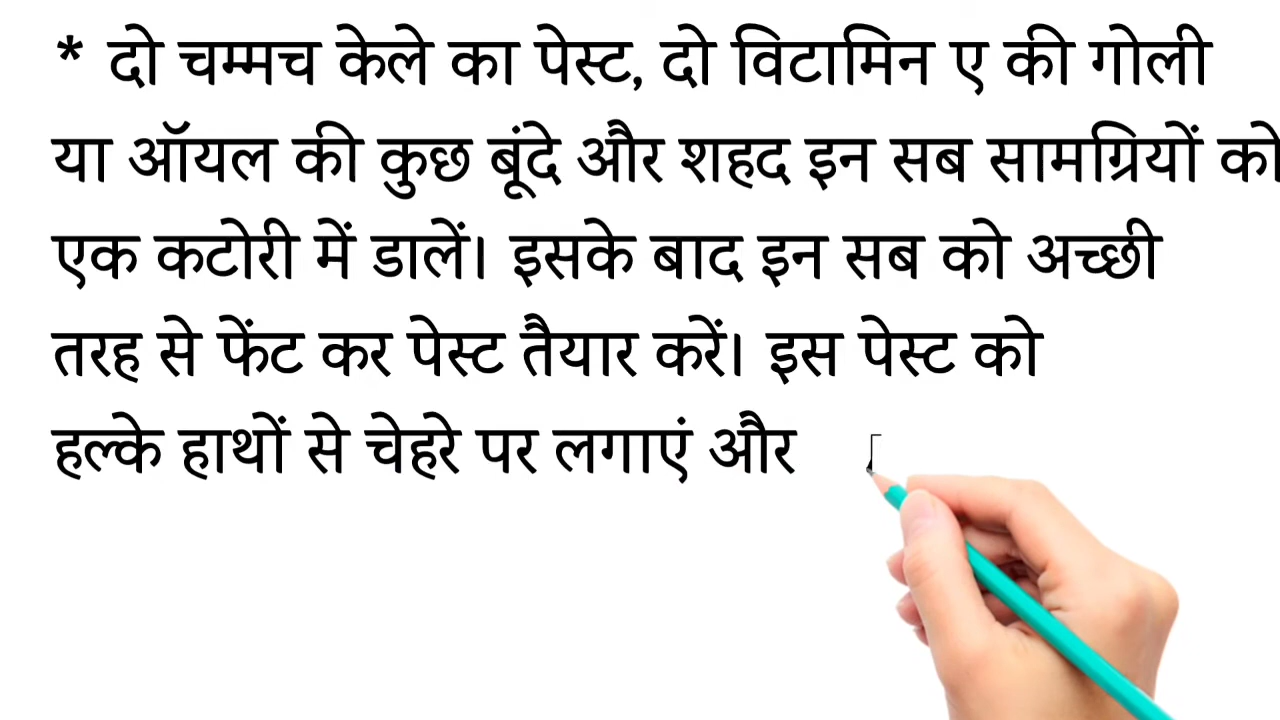 * दो चम्मच केले का पेस्ट, दो विटामिन ए की गोली
या ऑयल की कुछ बूंदे और शहद इन सब सामग्रियों को
एक कटोरी में डालें। इसके बाद इन सब को अच्छी
तरह से फेंट कर पेस्ट तैयार करें। इस पेस्ट को
हल्के हाथों से चेहरे पर लगाएं और